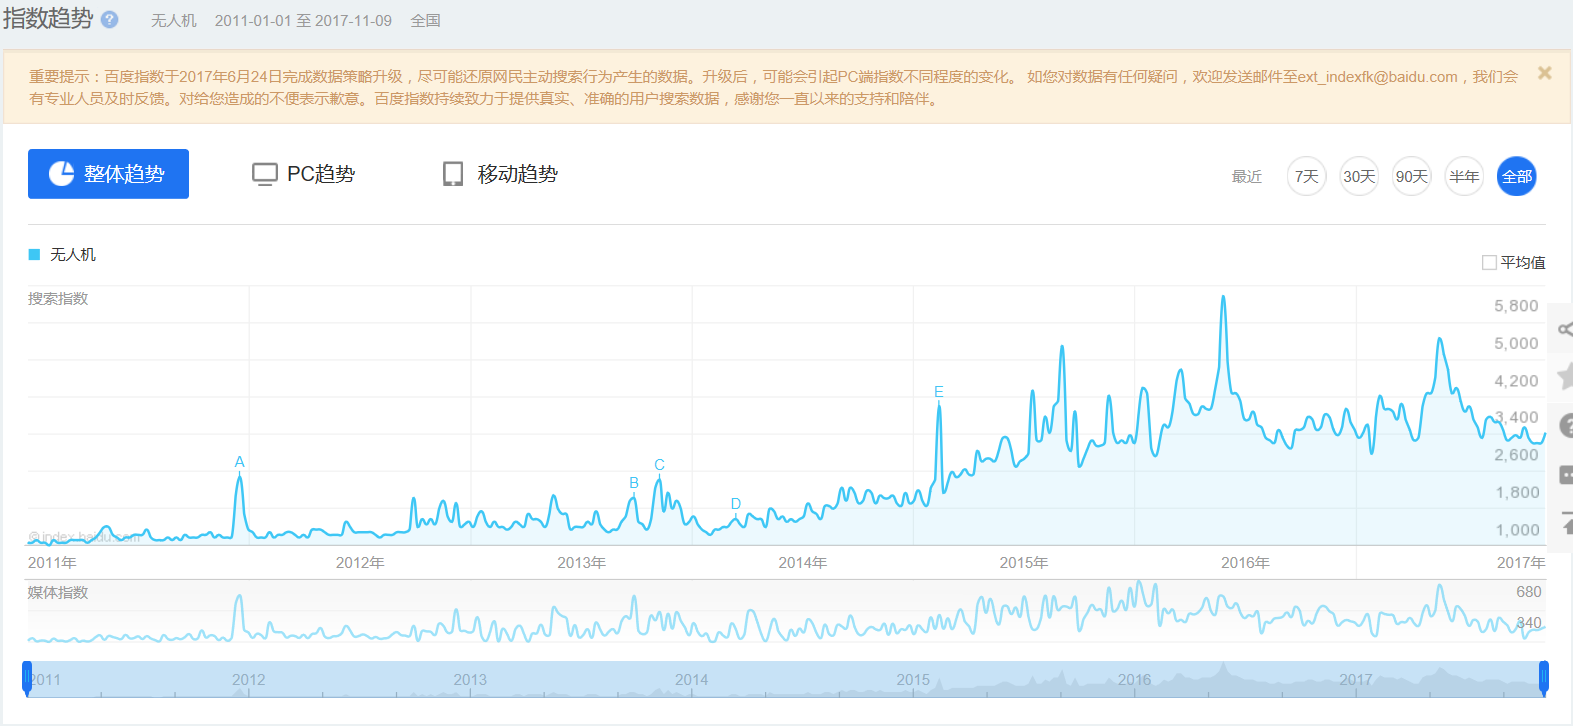 指数趋势 ? 无人机 2011-01-01 至 2017-11-09 全国
重要提示：百度指数于2017年6月24日完成数据策略升级，尽可能还原网民主动搜索行为产生的数据。升级后，可能会引起PC端指数不同程度的变化。 如您对数据有任何疑问，欢迎发送邮件至ext_indexfk@baidu.com，我们会
有专业人员及时反馈。对给您造成的不便表示歉意。百度指数持续致力于提供真实、准确的用户搜索数据，感谢您一直以来的支持和陪伴。
整体趋势 PC趋势 移动趋势 最近 7天 30天 90天 半年 全部
无人机
平均值
搜索指数
5,800
5,000
4,200
E
3,400
A
C
2,600
B
1,800
D
1,000
©index.baidu.com
2011年 2012年 2013年 2014年 2015年 2016年 2017年
媒体指数
680
340
2011 2012 2013 2014 2015 2016 2017